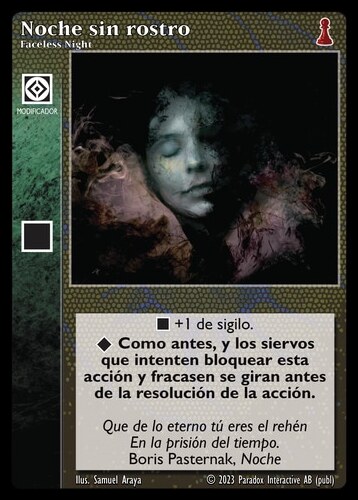 Noche sin rostro
Faceless Night
MODIFICADOR
+1 de sigilo.
Como antes, y los siervos
que intenten bloquear esta
acción y fracasen se giran antes
de la resolución de la acción.
Que de lo eterno tú eres el rehén
En la prisión del tiempo.
Boris Pasternak, Noche
Ilus. Samuel Araya © 2023 Paradox Interactive AB (publ)